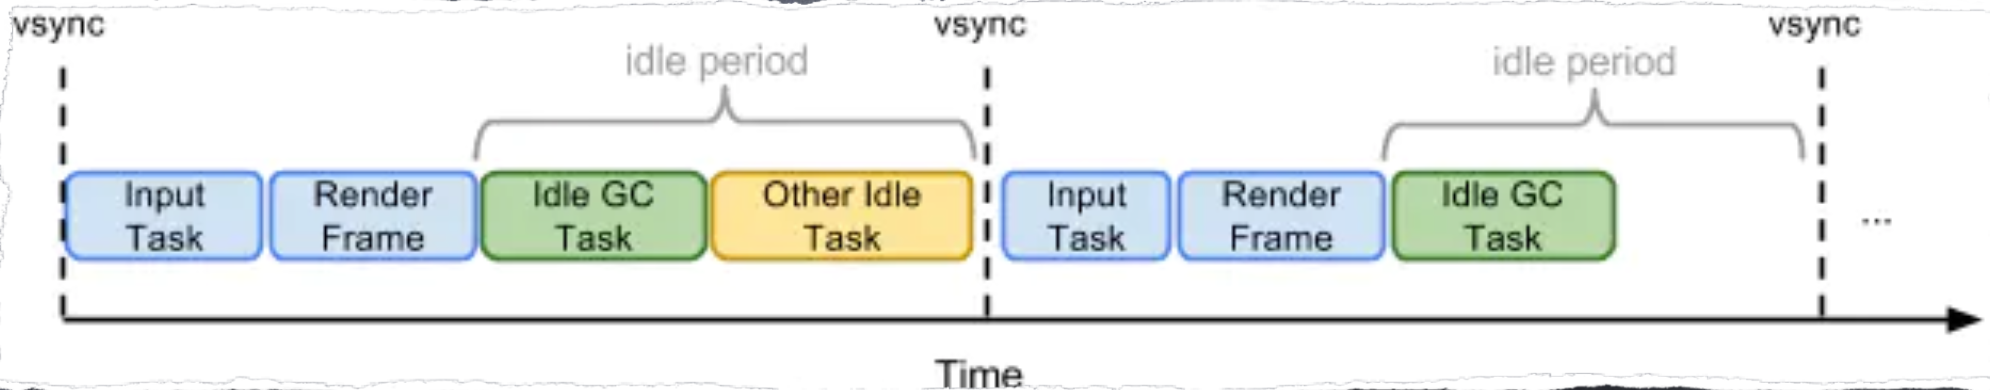 vsync
vsync
vsync
idle period
idle period
Input
Task
Render
Frame
Idle GC
Task
Other Idle
Task
Input
Task
Render
Frame
Idle GC
Task
...
Time